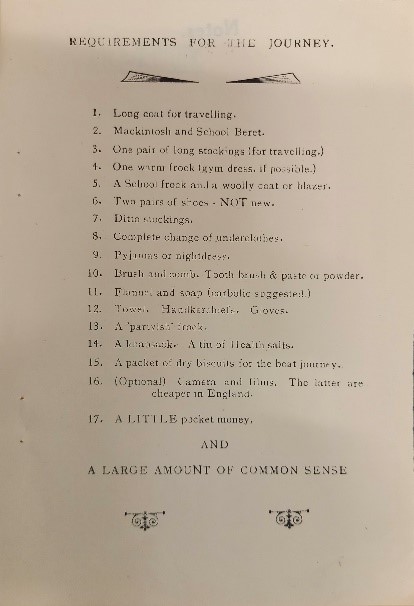 REQUIREMENTS FOR THE JOURNEY.
1. Long coat for travelling.
2. Mackintosh and School Beret.
3. One pair of long stockings (for travelling.)
4. One warm frock (gym dress, if possible.)
5. A School frock and a woolly coat or blazer.
6. Two pairs of shoes - NOT new.
7. Ditto stockings.
8. Complete change of underclothes.
9. Pyjamas or nightdress.
10. Brush and comb. Tooth brush & paste or powder.
11. Flannel and soap (carbolic suggested.)
12. Towel. Handkerchiefs. Gloves.
13. A "partyish" frock.
14. A A tin of Health salts.
15. A packet of dry biscuits for the boat journey.
16. (Optional) Camera and films. The latter are
cheaper in England.
17. A LITTLE pocket money.
AND
A LARGE AMOUNT OF COMMON SENSE